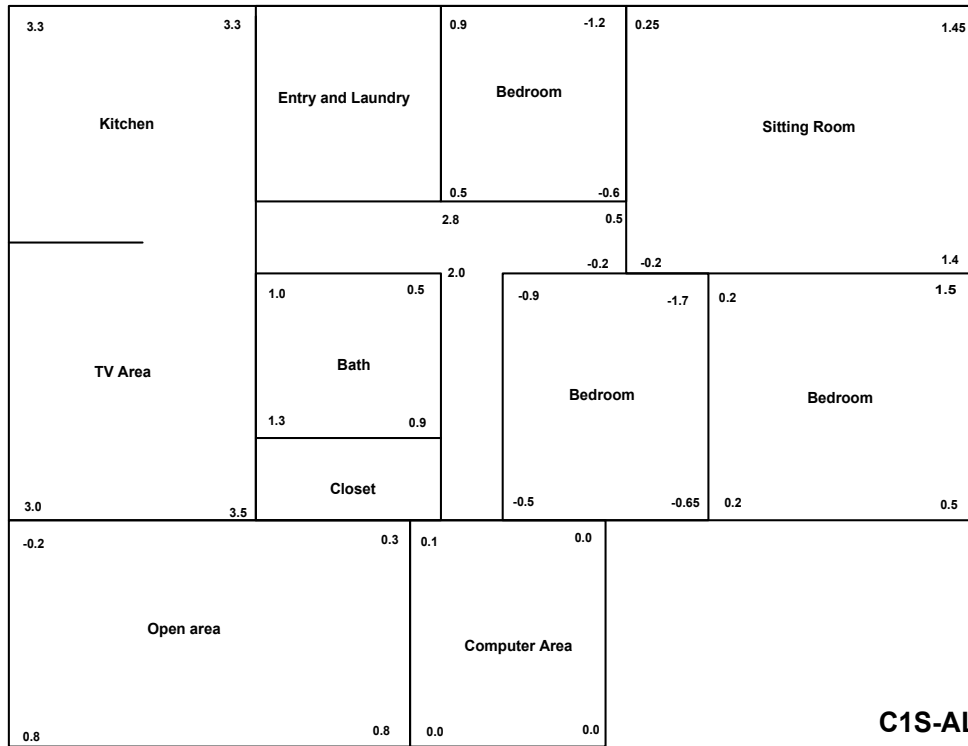 3.3 3.3 0.9 -1.2 0.25 1.45
Entry and Laundry Bedroom
Kitchen Sitting Room
0.5 -0.6
2.8 0.5
-0.2 -0.2 1.4
2.0
1.0 0.5 -0.9 -1.7 0.2 1.5
TV Area Bath
Bedroom Bedroom
1.3 0.9
Closet
3.0 3.5 -0.5 -0.65 0.2 0.5
-0.2 0.3 0.1 0.0
Open area
Computer Area
0.8 0.8 0.0 0.0
C1S-AL